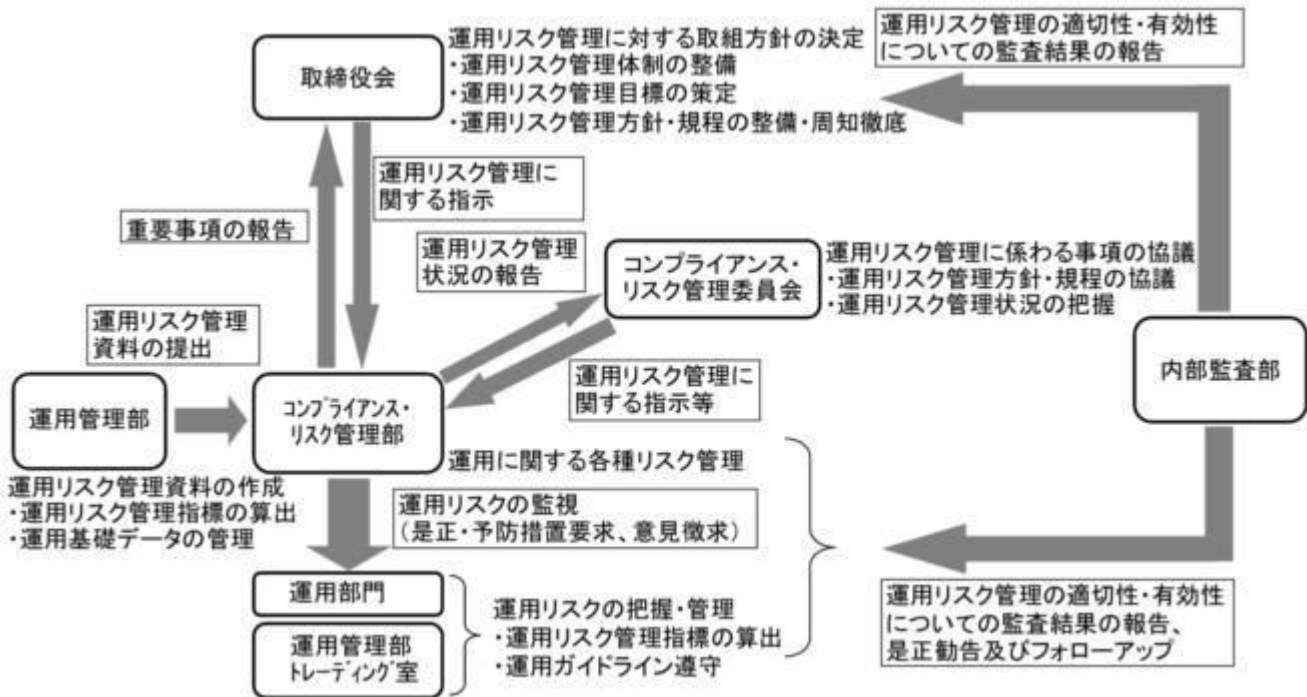 取締役会
運用リスク管理に対する取組方針の決定
・運用リスク管理体制の整備
・運用リスク管理目標の策定
・運用リスク管理方針・規程の整備・周知徹底
運用リスク管理の適切性・有効性
についての監査結果の報告
運用リスク管理に
関する指示
重要事項の報告
運用リスク管理
状況の報告
コンプライアンス・
リスク管理委員会
運用リスク管理に係わる事項の協議
・運用リスク管理方針・規程の協議
・運用リスク管理状況の把握
運用リスク管理
資料の提出
内部監査部
運用管理部
コンプライアンス・
リスク管理部
運用リスク管理に
関する指示等
運用に関する各種リスク管理
運用リスク管理資料の作成
・運用リスク管理指標の算出
・運用基礎データの管理
運用リスクの監視
(是正・予防措置要求、意見徴求)
運用部門
運用管理部
トレーディング室
運用リスクの把握・管理
・運用リスク管理指標の算出
・運用ガイドライン遵守
運用リスク管理の適切性・有効性
についての監査結果の報告、
是正勧告及びフォローアップ